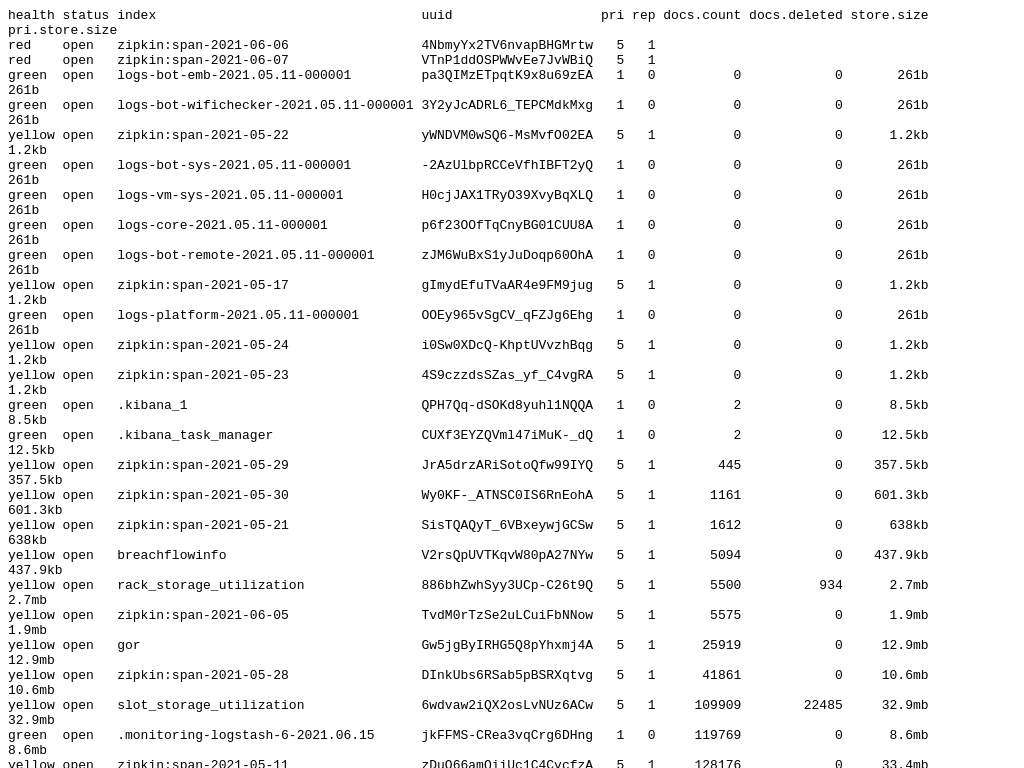 health status index                                  uuid                   pri rep docs.count docs.deleted store.size
pri.store.size
red    open   zipkin:span-2021-06-06                 4NbmyYx2TV6nvapBHGMrtw   5   1
red    open   zipkin:span-2021-06-07                 VTnP1ddOSPWWvEe7JvWBiQ   5   1
green  open   logs-bot-emb-2021.05.11-000001         pa3QIMzETpqtK9x8u69zEA   1   0          0            0       261b
261b
green  open   logs-bot-wifichecker-2021.05.11-000001 3Y2yJcADRL6_TEPCMdkMxg   1   0          0            0       261b
261b
yellow open   zipkin:span-2021-05-22                 yWNDVM0wSQ6-MsMvfO02EA   5   1          0            0      1.2kb
1.2kb
green  open   logs-bot-sys-2021.05.11-000001         -2AzUlbpRCCeVfhIBFT2yQ   1   0          0            0       261b
261b
green  open   logs-vm-sys-2021.05.11-000001          H0cjJAX1TRyO39XvyBqXLQ   1   0          0            0       261b
261b
green  open   logs-core-2021.05.11-000001            p6f23OOfTqCnyBG01CUU8A   1   0          0            0       261b
261b
green  open   logs-bot-remote-2021.05.11-000001      zJM6WuBxS1yJuDoqp60OhA   1   0          0            0       261b
261b
yellow open   zipkin:span-2021-05-17                 gImydEfuTVaAR4e9FM9jug   5   1          0            0      1.2kb
1.2kb
green  open   logs-platform-2021.05.11-000001        OOEy965vSgCV_qFZJg6Ehg   1   0          0            0       261b
261b
yellow open   zipkin:span-2021-05-24                 i0Sw0XDcQ-KhptUVvzhBqg   5   1          0            0      1.2kb
1.2kb
yellow open   zipkin:span-2021-05-23                 4S9czzdsSZas_yf_C4vgRA   5   1          0            0      1.2kb
1.2kb
green  open   .kibana_1                              QPH7Qq-dSOKd8yuhl1NQQA   1   0          2            0      8.5kb
8.5kb
green  open   .kibana_task_manager                   CUXf3EYZQVml47iMuK-_dQ   1   0          2            0     12.5kb
12.5kb
yellow open   zipkin:span-2021-05-29                 JrA5drzARiSotoQfw99IYQ   5   1        445            0    357.5kb
357.5kb
yellow open   zipkin:span-2021-05-30                 Wy0KF-_ATNSC0IS6RnEohA   5   1       1161            0    601.3kb
601.3kb
yellow open   zipkin:span-2021-05-21                 SisTQAQyT_6VBxeywjGCSw   5   1       1612            0      638kb
638kb
yellow open   breachflowinfo                         V2rsQpUVTKqvW80pA27NYw   5   1       5094            0    437.9kb
437.9kb
yellow open   rack_storage_utilization               886bhZwhSyy3UCp-C26t9Q   5   1       5500          934      2.7mb
2.7mb
yellow open   zipkin:span-2021-06-05                 TvdM0rTzSe2uLCuiFbNNow   5   1       5575            0      1.9mb
1.9mb
yellow open   gor                                    Gw5jgByIRHG5Q8pYhxmj4A   5   1      25919            0     12.9mb
12.9mb
yellow open   zipkin:span-2021-05-28                 DInkUbs6RSab5pBSRXqtvg   5   1      41861            0     10.6mb
10.6mb
yellow open   slot_storage_utilization               6wdvaw2iQX2osLvNUz6ACw   5   1     109909        22485     32.9mb
32.9mb
green  open   .monitoring-logstash-6-2021.06.15      jkFFMS-CRea3vqCrg6DHng   1   0     119769            0      8.6mb
8.6mb
yellow open   zipkin:span-2021-05-11                 zDuO66amOjiUc1C4CycfzA   5   1     128176            0     33.4mb